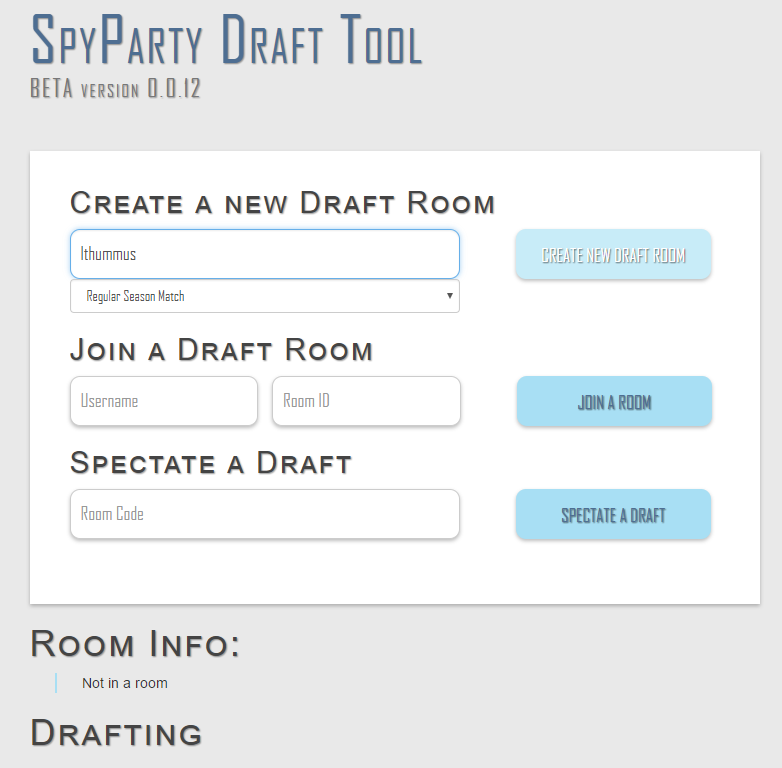 SpyParty Draft Tool
BETA version 0.0.12
Create a new Draft Room
lthummus
CREATE NEW DRAFT ROOM
Regular Season Match
Join a Draft Room
Username
Room ID
JOIN A ROOM
Spectate a Draft
Room Code
SPECTATE A DRAFT
Room Info:
Not in a room
Drafting